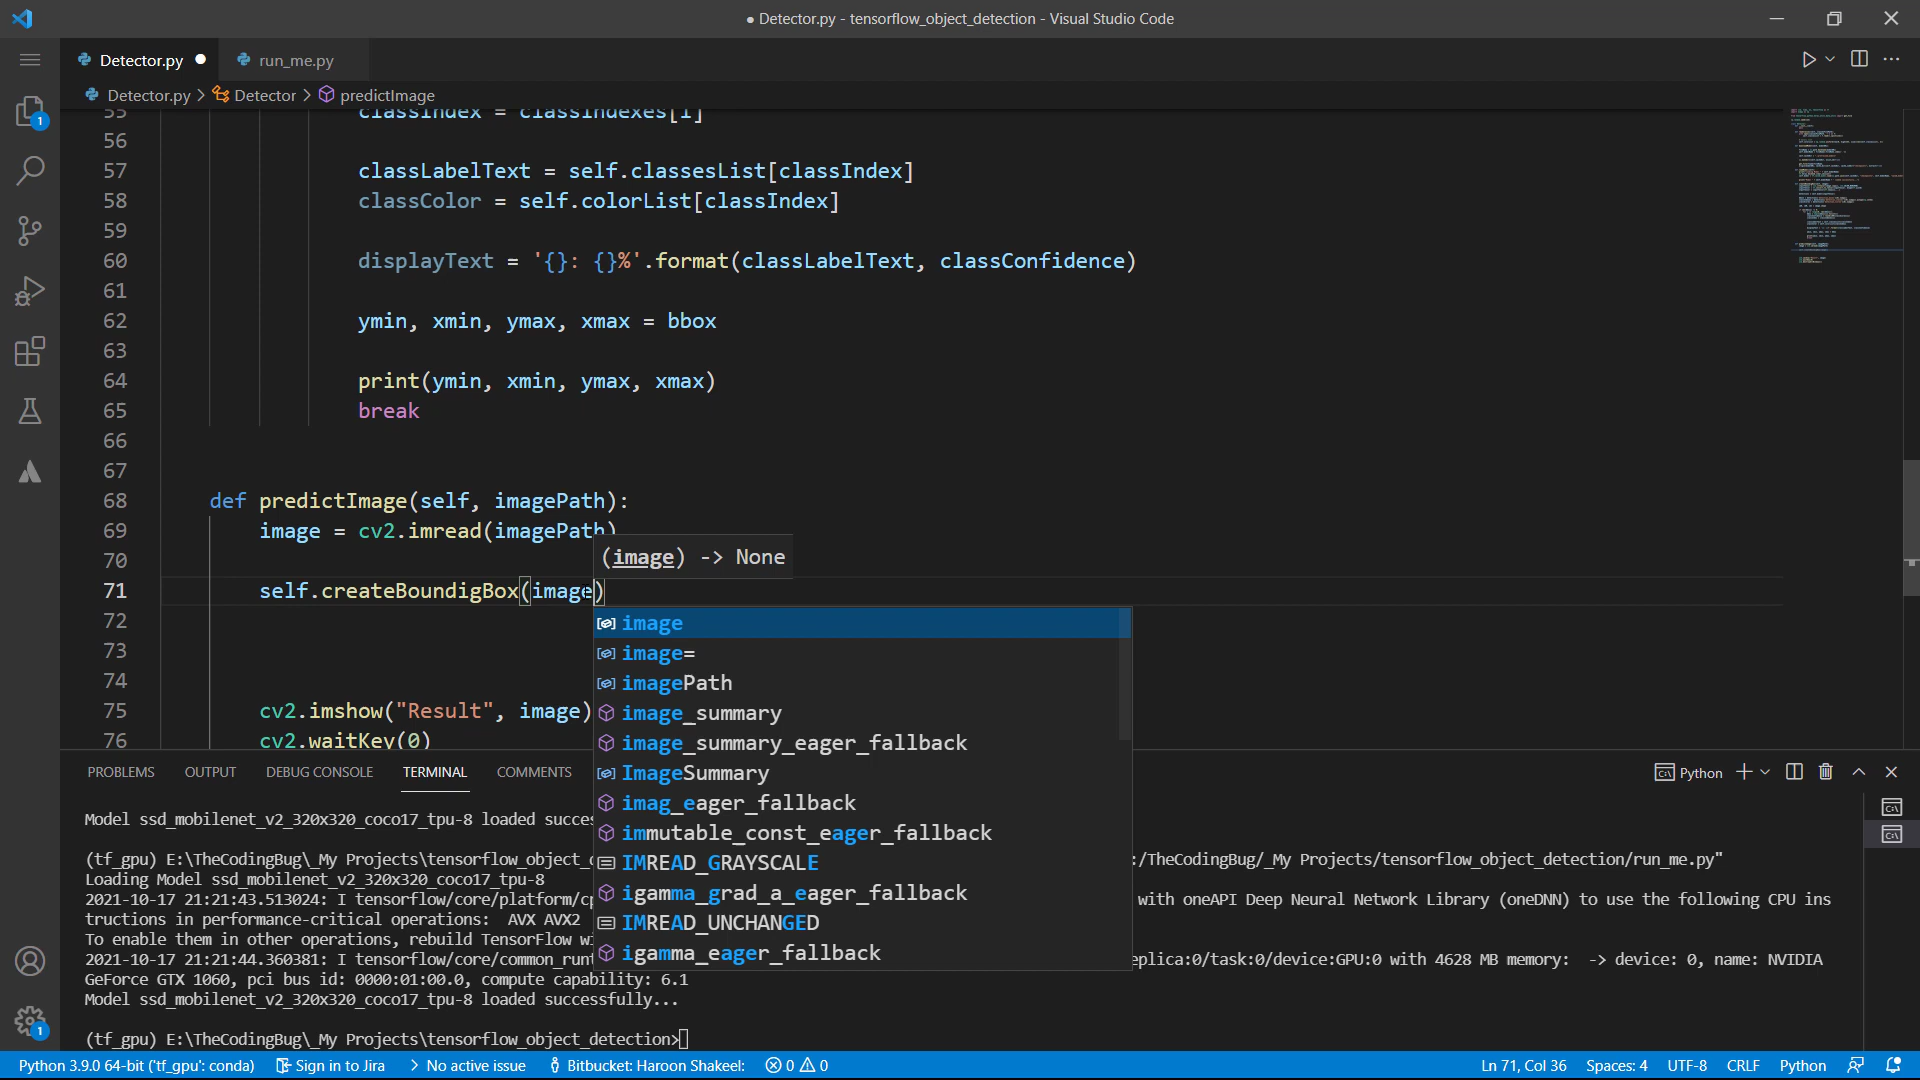 ● Detector.py - tensorflow_object_detection - Visual Studio Code
Detector.py ● run_me.py
Detector.py > Detector > predictImage
55 classIndex = classIndexes[i]
56
57 classLabelText = self.classesList[classIndex]
58 classColor = self.colorList[classIndex]
59
60 displayText = '{}: {}%'.format(classLabelText, classConfidence)
61
62 ymin, xmin, ymax, xmax = bbox
63
64 print(ymin, xmin, ymax, xmax)
65 break
66
67
68 def predictImage(self, imagePath):
69 image = cv2.imread(imagePath)
(image) -> None
70
71 self.createBoundigBox(image)
72
73
74
75 cv2.imshow("Result", image)
76 cv2.waitKey(0)
image
image=
imagePath
image_summary
image_summary_eager_fallback
ImageSummary
imag_eager_fallback
immutable_const_eager_fallback
IMREAD_GRAYSCALE
igamma_grad_a_eager_fallback
IMREAD_UNCHANGED
igamma_eager_fallback
PROBLEMS OUTPUT DEBUG CONSOLE TERMINAL COMMENTS Python
Model ssd_mobilenet_v2_320x320_coco17_tpu-8 loaded succes
(tf_gpu) E:\TheCodingBug\_My Projects\tensorflow_object_d :/TheCodingBug/_My Projects/tensorflow_object_detection/run_me.py"
Loading Model ssd_mobilenet_v2_320x320_coco17_tpu-8
2021-10-17 21:21:43.513024: I tensorflow/core/platform/cp with oneAPI Deep Neural Network Library (oneDNN) to use the following CPU ins
tructions in performance-critical operations: AVX AVX2
To enable them in other operations, rebuild TensorFlow wi
2021-10-17 21:21:44.360381: I tensorflow/core/common_runt eplica:0/task:0/device:GPU:0 with 4628 MB memory: -> device: 0, name: NVIDIA
GeForce GTX 1060, pci bus id: 0000:01:00.0, compute capability: 6.1
Model ssd_mobilenet_v2_320x320_coco17_tpu-8 loaded successfully...
(tf_gpu) E:\TheCodingBug\_My Projects\tensorflow_object_detection>
Python 3.9.0 64-bit ('tf_gpu': conda) Sign in to Jira > No active issue Bitbucket: Haroon Shakeel: 0 0 Ln 71, Col 36 Spaces: 4 UTF-8 CRLF Python